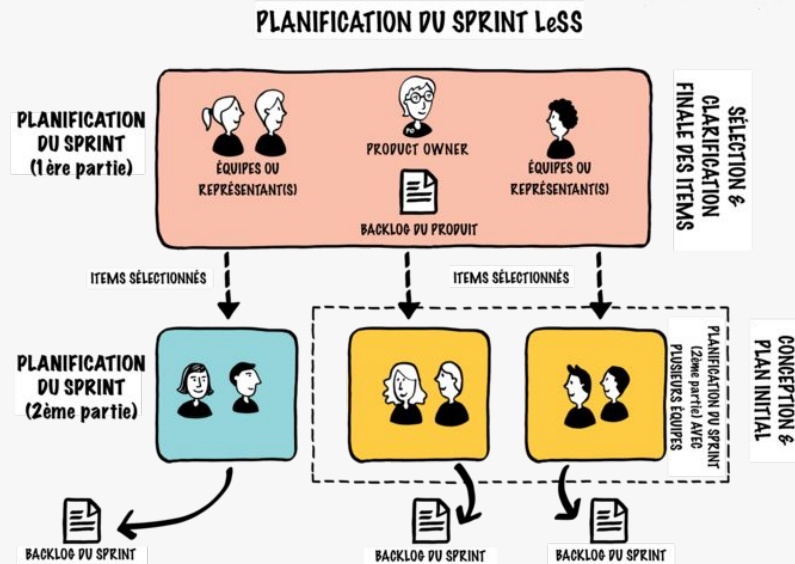 PLANIFICATION DU SPRINT LeSS
PLANIFICATION
DU SPRINT
(1ère partie)
ÉQUIPES OU
REPRÉSENTANT(S)
PRODUCT OWNER
PO
BACKLOG DU PRODUIT
ÉQUIPES OU
REPRÉSENTANT(S)
SÉLECTION &
CLARIFICATION
FINALE DES ITEMS
ITEMS SÉLECTIONNÉS
ITEMS SÉLECTIONNÉS
PLANIFICATION
DU SPRINT
(2ème partie)
PLANIFICATION DU SPRINT
(2ème partie) AVEC
PLUSIEURS ÉQUIPES
CONCEPTION &
PLAN INITIAL
BACKLOG DU SPRINT
BACKLOG DU SPRINT
BACKLOG DU SPRINT